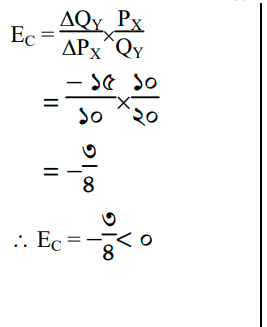 E_C = ΔQ_Y/ΔP_X × P_X/Q_Y
= −১৫/১০ × ১০/২০
= −৩/৪
∴ E_C = −৩/৪ < ০